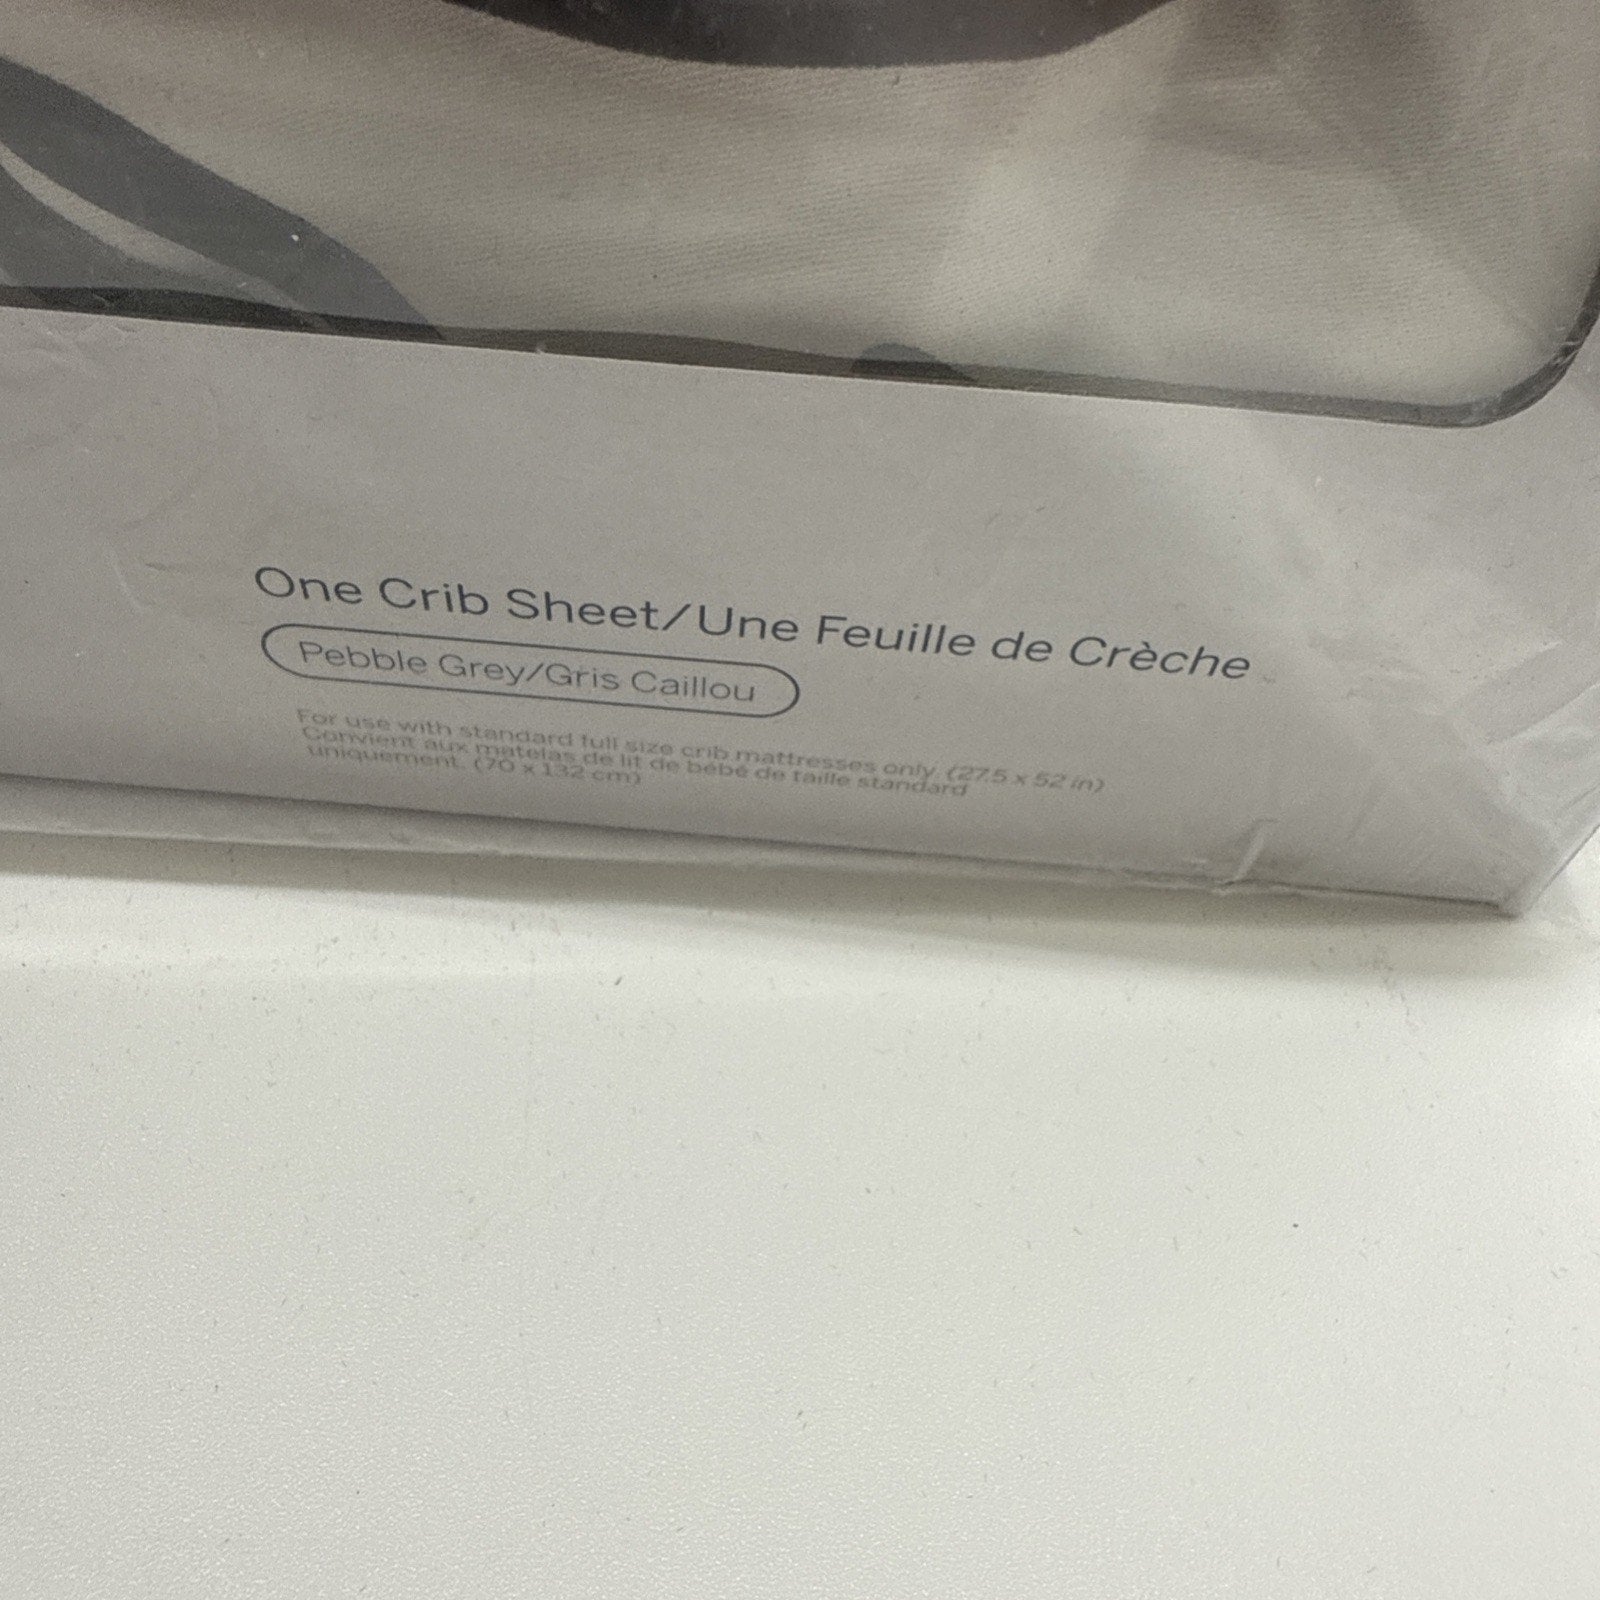 One Crib Sheet/Une Feuille de Crèche
Pebble Grey/Gris Caillou
For use with standard full size crib mattresses only. (27.5 x 52 in)
Convient aux matelas de lit de bébé de taille standard
uniquement. (70 x 132 cm)